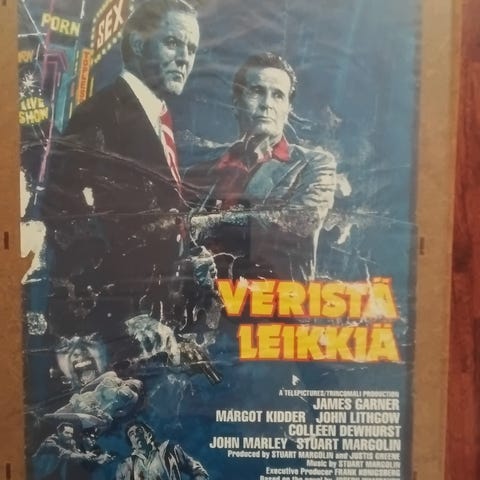 PORN
SEX
LIVE
SHOW
VERISTÄ
LEIKKIÄ
A TELEPICTURES/TRINCOMALI PRODUCTION
JAMES GARNER
MARGOT KIDDER JOHN LITHGOW
COLLEEN DEWHURST
JOHN MARLEY STUART MARGOLIN
Produced by STUART MARGOLIN and JUSTIS GREENE
Music by STUART MARGOLIN
Executive Producer FRANK KONIGSBERG
Based on the novel by JOSEPH